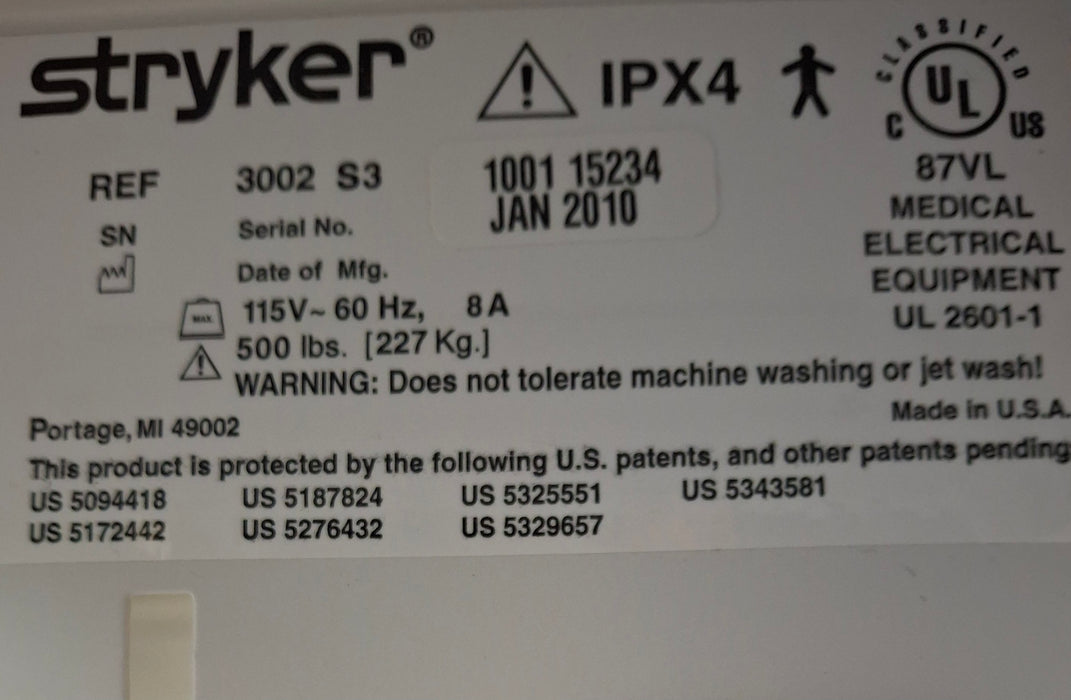 stryker®
IPX4
CLASSIFIED
C UL US
REF 3002 S3 1001 15234
SN Serial No. JAN 2010
Date of Mfg.
87VL
MEDICAL
ELECTRICAL
EQUIPMENT
UL 2601-1
115V~ 60 Hz, 8 A
MAX
500 lbs. [227 Kg.]
WARNING: Does not tolerate machine washing or jet wash!
Made in U.S.A.
Portage, MI 49002
This product is protected by the following U.S. patents, and other patents pending
US 5094418 US 5187824 US 5325551 US 5343581
US 5172442 US 5276432 US 5329657